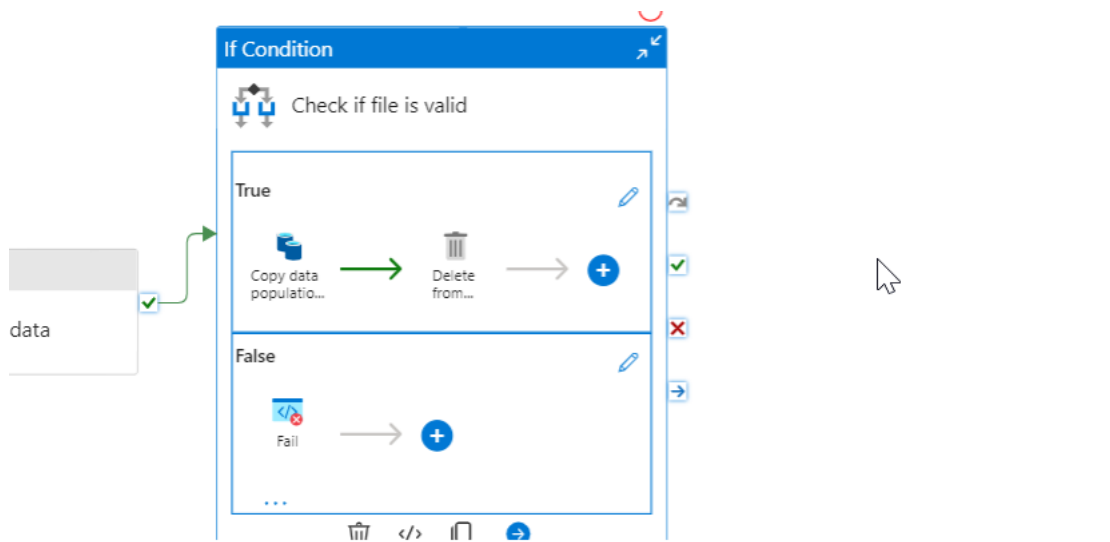 If Condition
Check if file is valid
True
Copy data
populatio...
Delete
from...
data
False
Fail
...